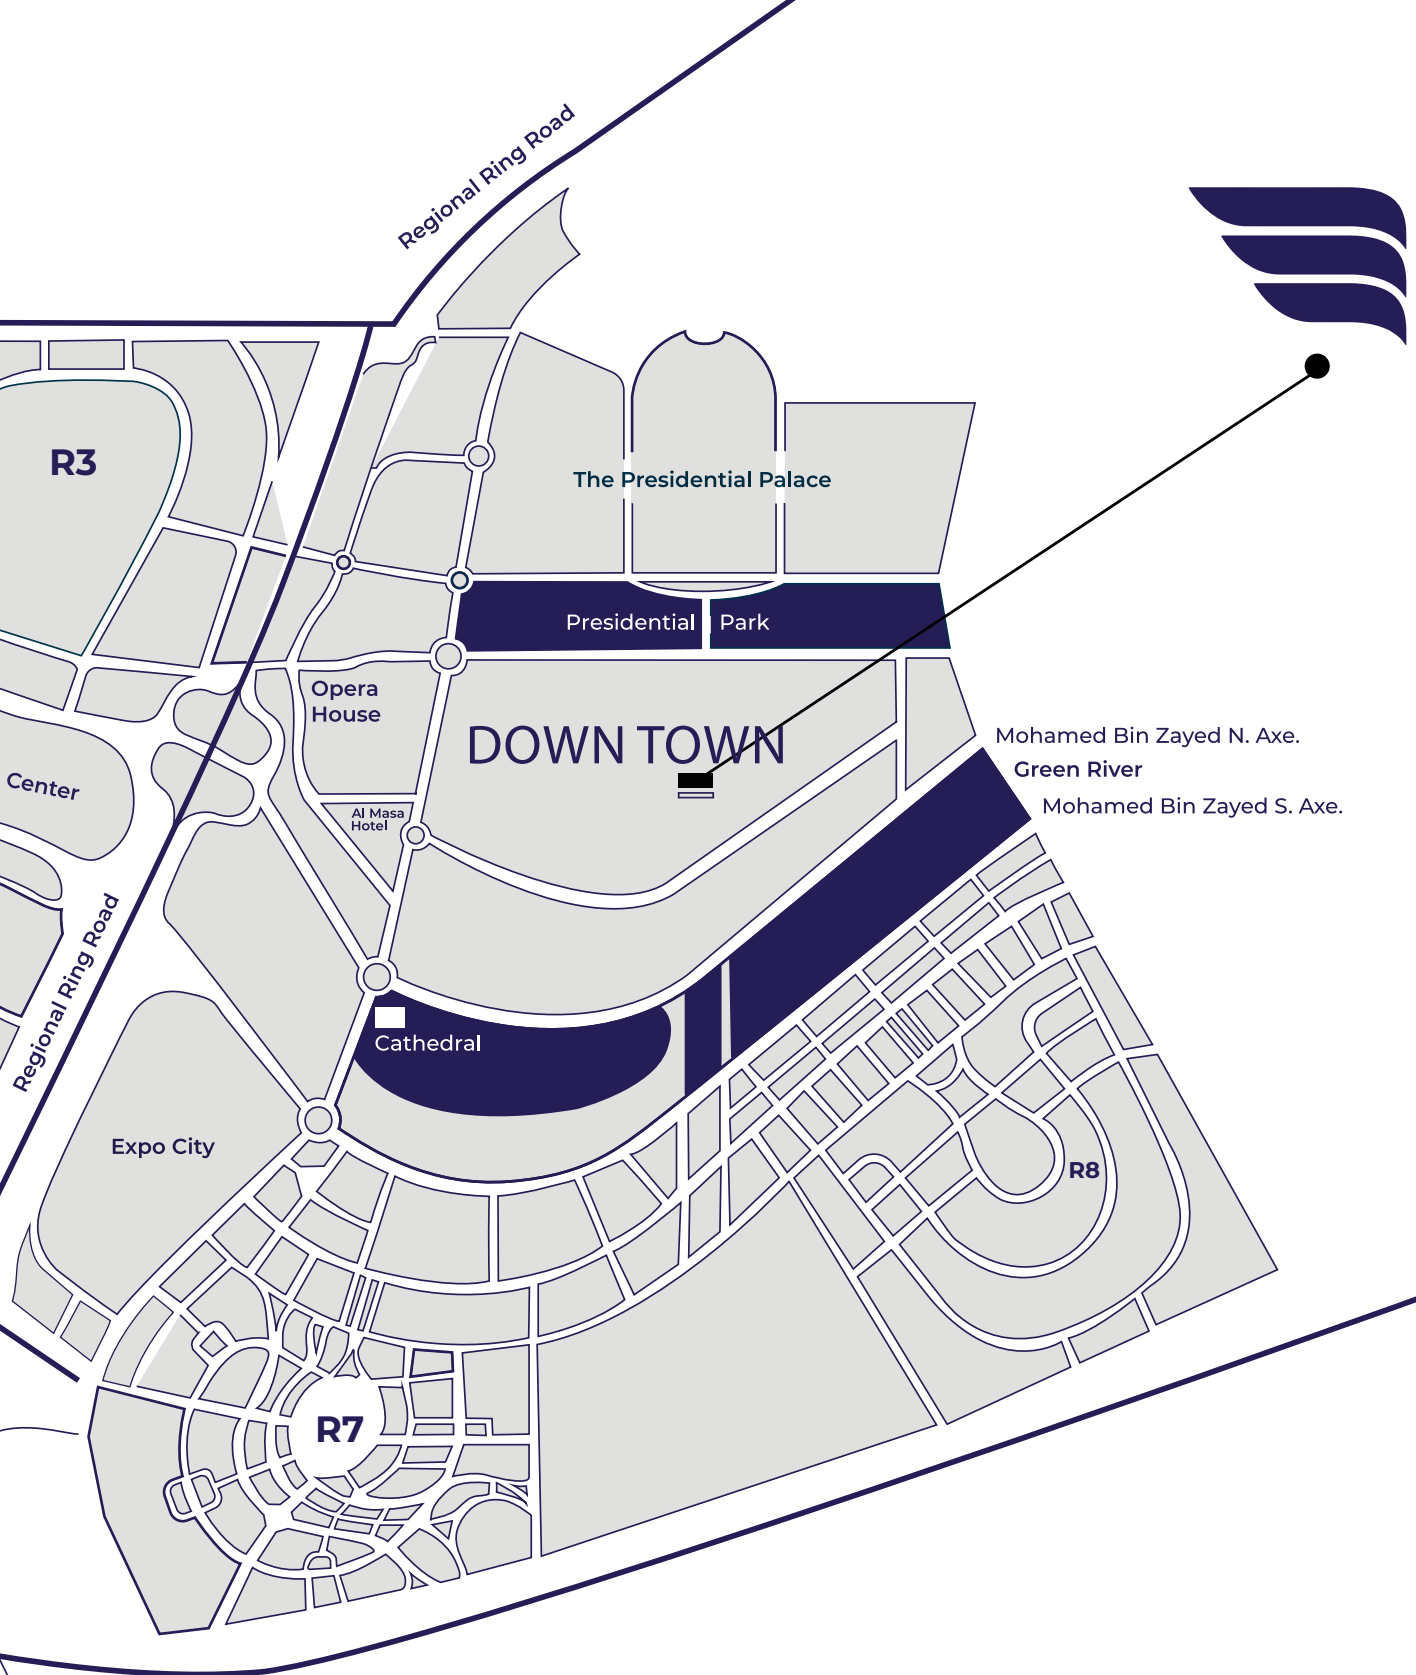 Regional Ring Road
R3
The Presidential Palace
Presidential Park
Opera
House
DOWN TOWN
Mohamed Bin Zayed N. Axe.
Green River
Mohamed Bin Zayed S. Axe.
Center
Al Masa
Hotel
Regional Ring Road
Cathedral
Expo City
R8
R7